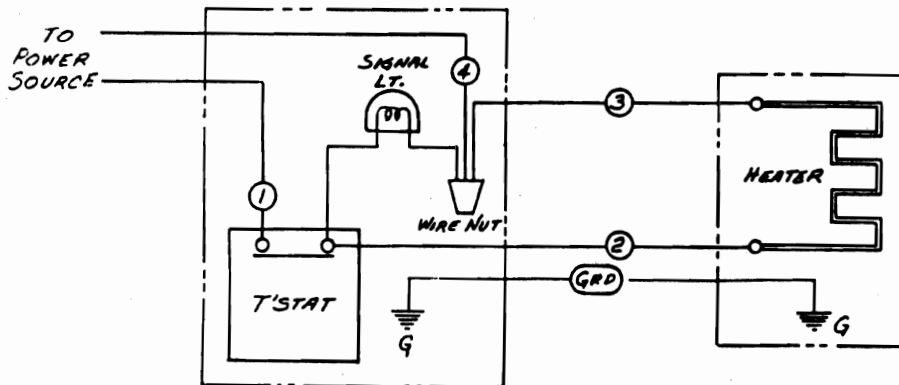 TO
POWER
SOURCE
SIGNAL
LT.
4
3
1
HEATER
WIRE NUT
2
T'STAT
GRD
G
G